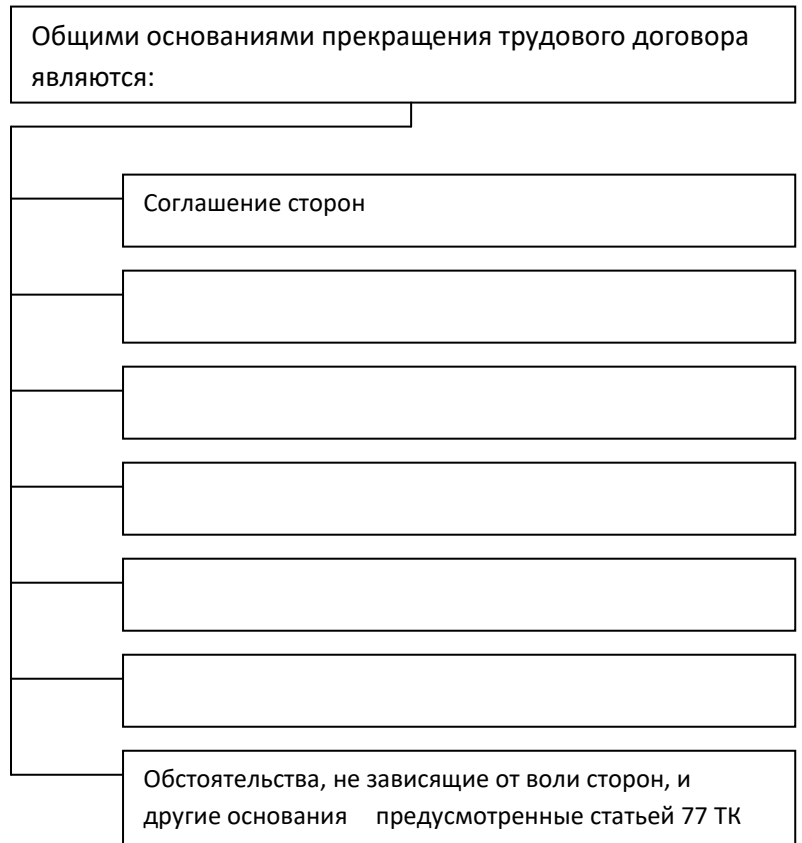 Общими основаниями прекращения трудового договора
являются:
Соглашение сторон
Обстоятельства, не зависящие от воли сторон, и
другие основания предусмотренные статьей 77 ТК